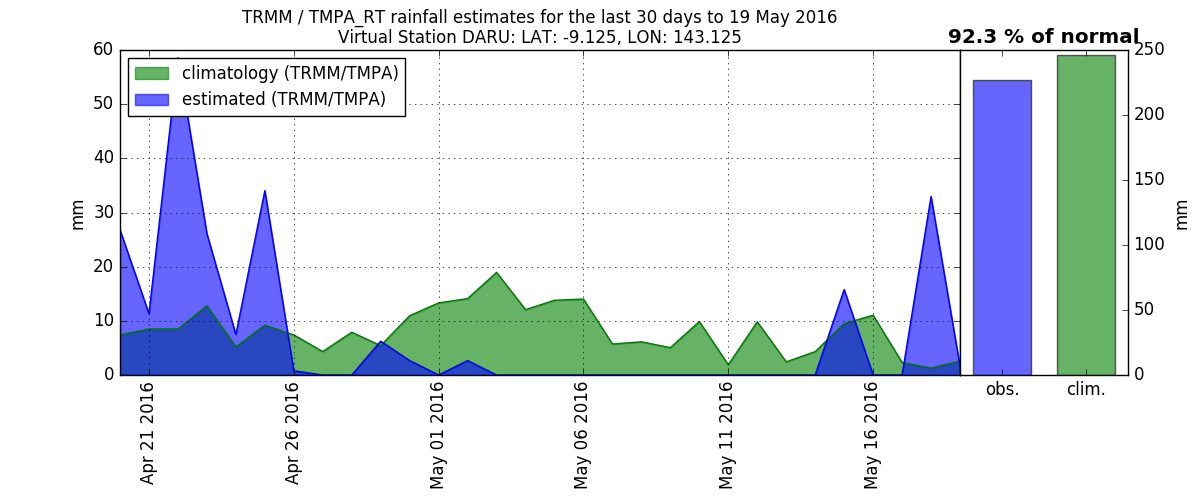 TRMM / TMPA_RT rainfall estimates for the last 30 days to 19 May 2016
Virtual Station DARU: LAT: -9.125, LON: 143.125
92.3 % of normal
climatology (TRMM/TMPA)
estimated (TRMM/TMPA)
60
50
40
30
20
10
0
mm
Apr 21 2016
Apr 26 2016
May 01 2016
May 06 2016
May 11 2016
May 16 2016
250
200
150
100
50
0
mm
obs.
clim.